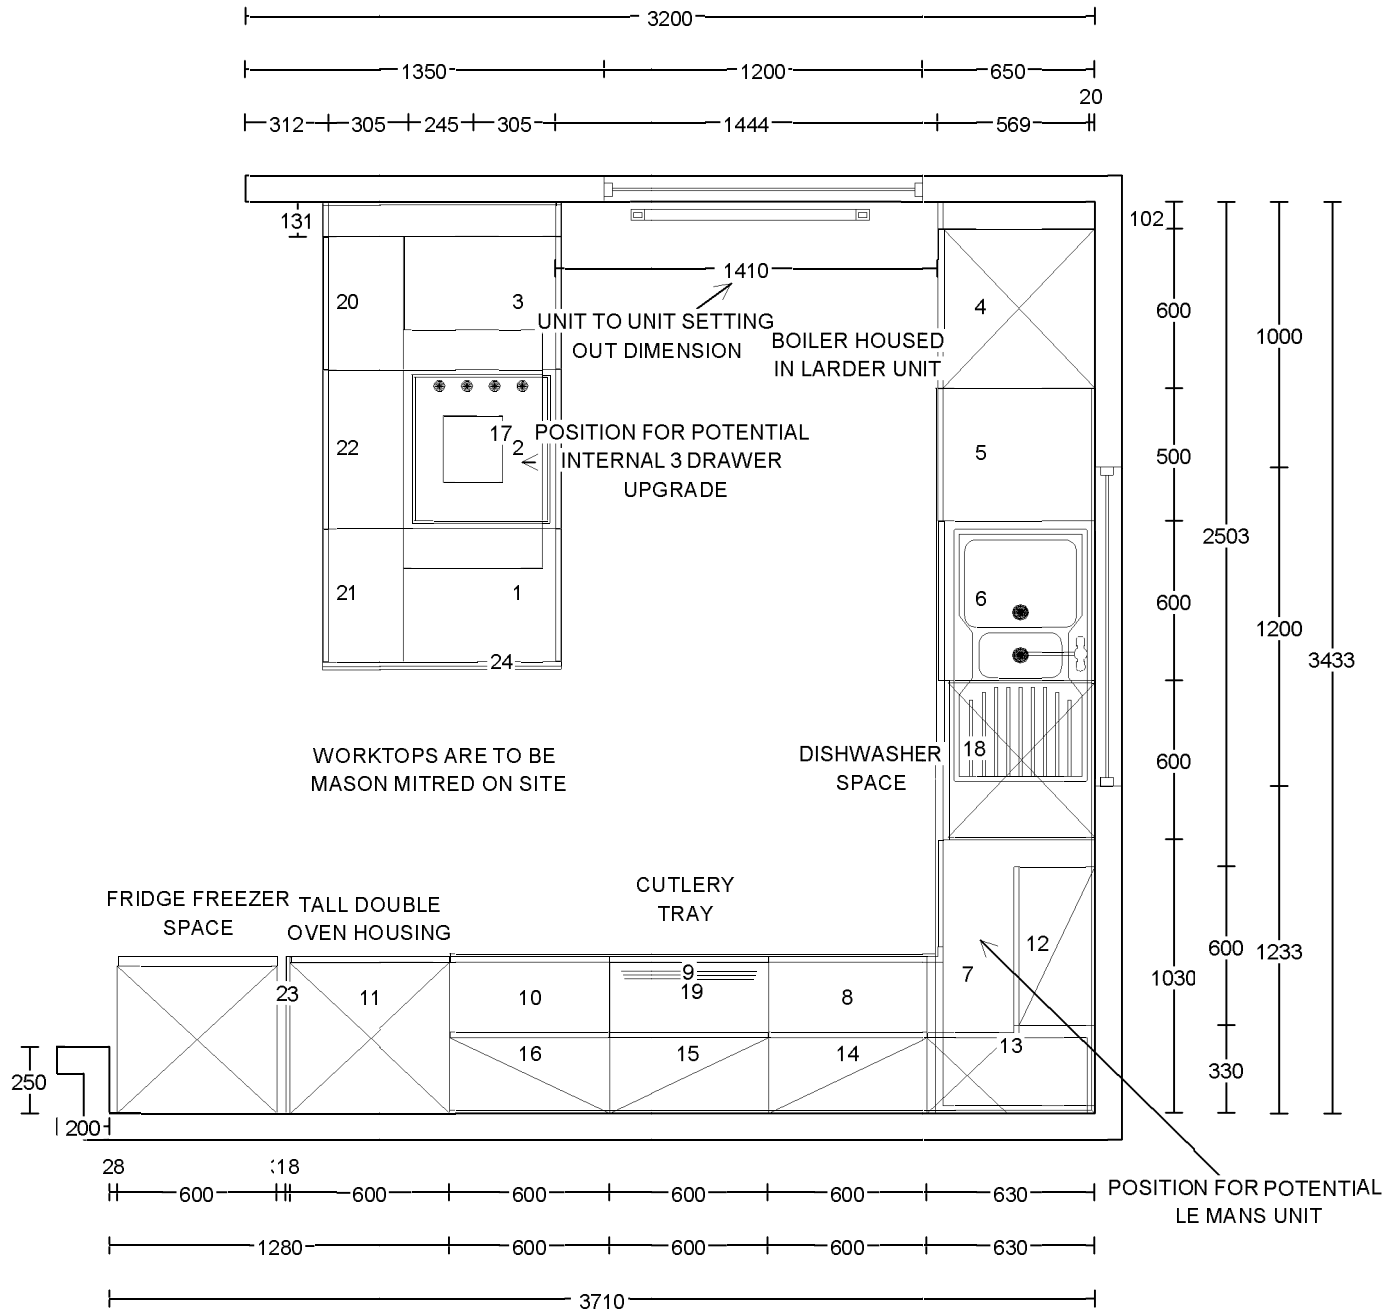 3200
1350 1200 650
20
312 305 245 305 1444 569
131
102
1410
20 3 4 600
UNIT TO UNIT SETTING
OUT DIMENSION
BOILER HOUSED
IN LARDER UNIT
1000
22 17 2 5 500
POSITION FOR POTENTIAL
INTERNAL 3 DRAWER
UPGRADE
2503
21 1 6 600
1200
3433
24
WORKTOPS ARE TO BE
MASON MITRED ON SITE
DISHWASHER
SPACE
18
600
CUTLERY
TRAY
FRIDGE FREEZER
SPACE
TALL DOUBLE
OVEN HOUSING
12
600
1233
23 11 10 9 8 7 1030
19
16 15 14 13
330
250
200
28 18
600 600 600 600 600 630
POSITION FOR POTENTIAL
LE MANS UNIT
1280 600 600 600 630
3710